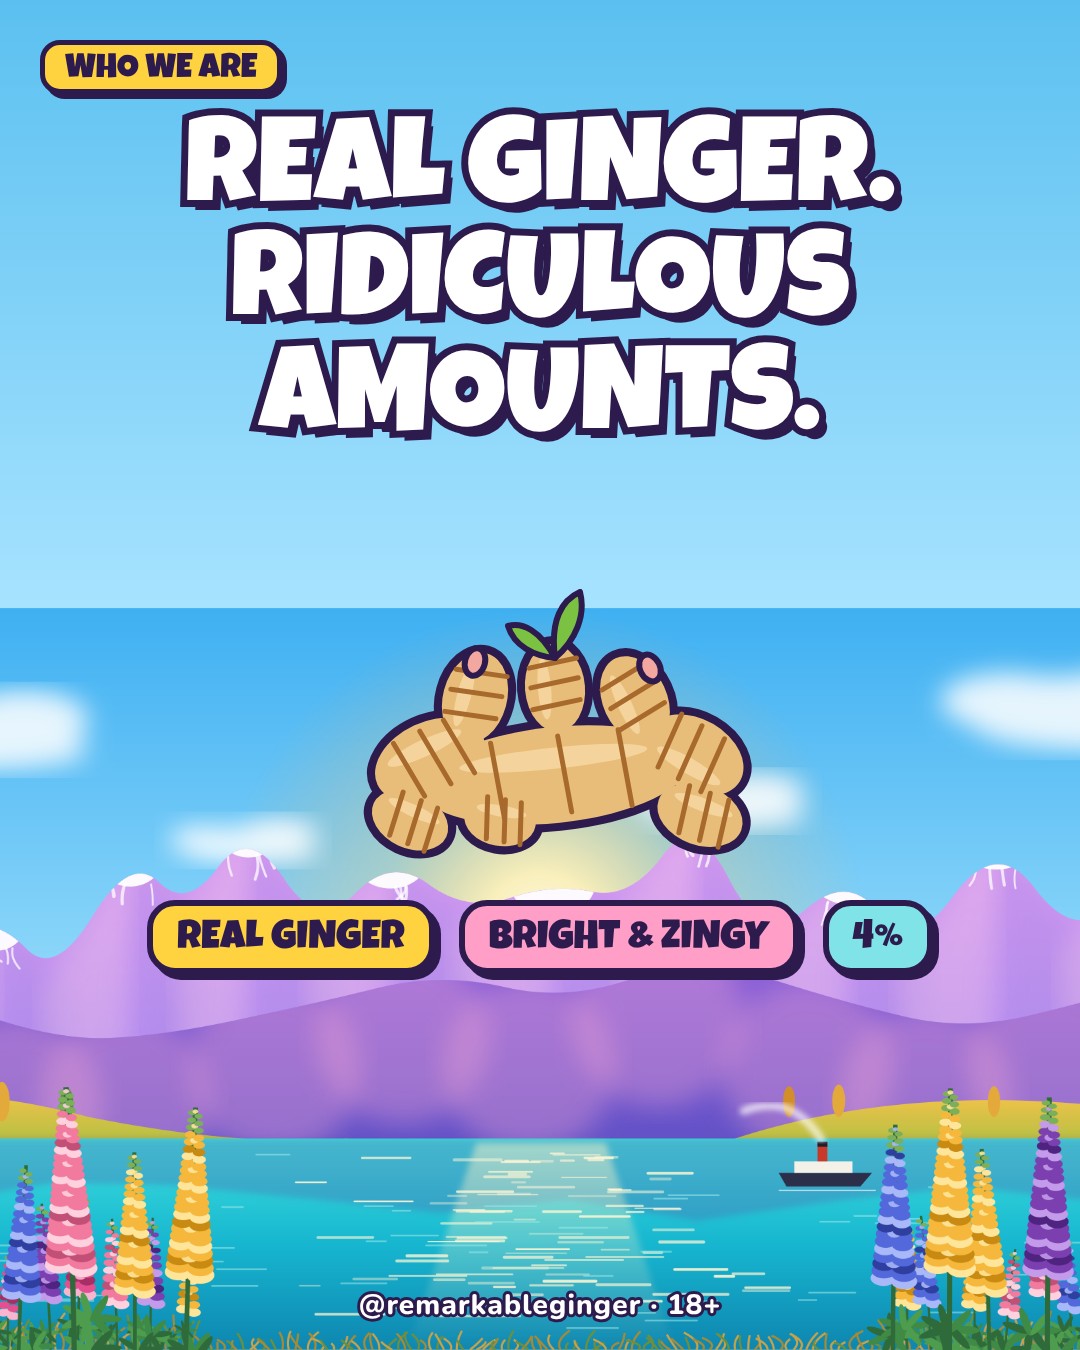 WHO WE ARE
REAL GINGER.
RIDICULOUS
AMOUNTS.
REAL GINGER
BRIGHT & ZINGY
4%
@remarkableginger · 18+